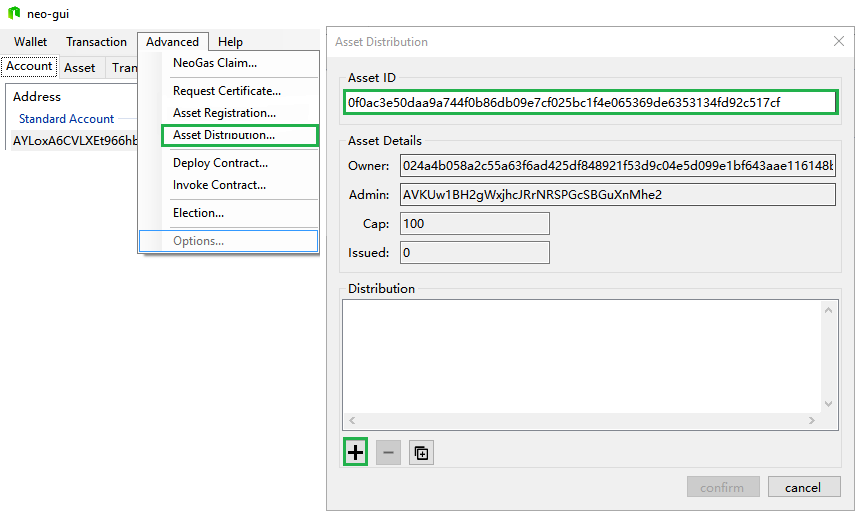 neo-gui
Wallet Transaction Advanced Help
Account Asset Tran
Address
Standard Account
AYLoxA6CVLXEt966hb
NeoGas Claim...
Request Certificate...
Asset Registration...
Asset Distribution...
Deploy Contract...
Invoke Contract...
Election...
Options...
Asset Distribution
Asset ID
0f0ac3e50daa9a744f0b86db09e7cf025bc1f4e065369de6353134fd92c517cf
Asset Details
Owner: 024a4b058a2c55a63f6ad425df848921f53d9c04e5d099e1bf643aae116148b
Admin: AVKUw1BH2gWxjhcJRrNRSPGcSBGuXnMhe2
Cap: 100
Issued: 0
Distribution
confirm cancel